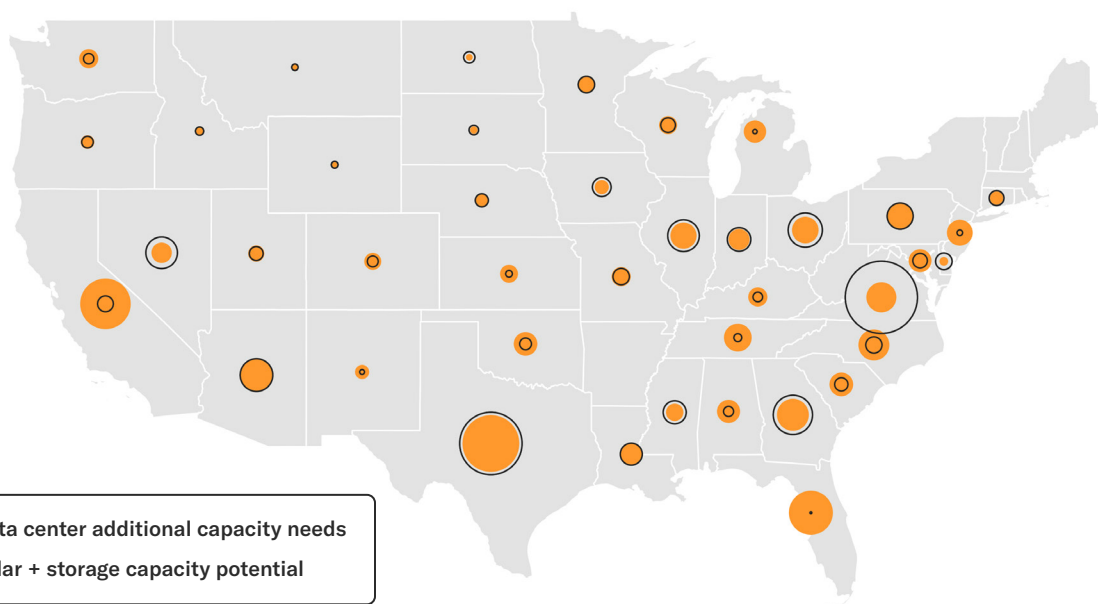 ta center additional capacity needs
lar + storage capacity potential